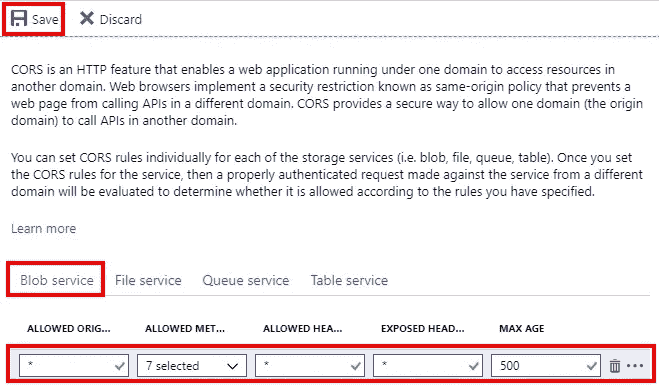 Save Discard
CORS is an HTTP feature that enables a web application running under one domain to access resources in
another domain. Web browsers implement a security restriction known as same-origin policy that prevents a
web page from calling APIs in a different domain. CORS provides a secure way to allow one domain (the origin
domain) to call APIs in another domain.
You can set CORS rules individually for each of the storage services (i.e. blob, file, queue, table). Once you set
the CORS rules for the service, then a properly authenticated request made against the service from a different
domain will be evaluated to determine whether it is allowed according to the rules you have specified.
Learn more
Blob service File service Queue service Table service
ALLOWED ORIG... ALLOWED MET... ALLOWED HEA... EXPOSED HEAD... MAX AGE
* 7 selected * * 500